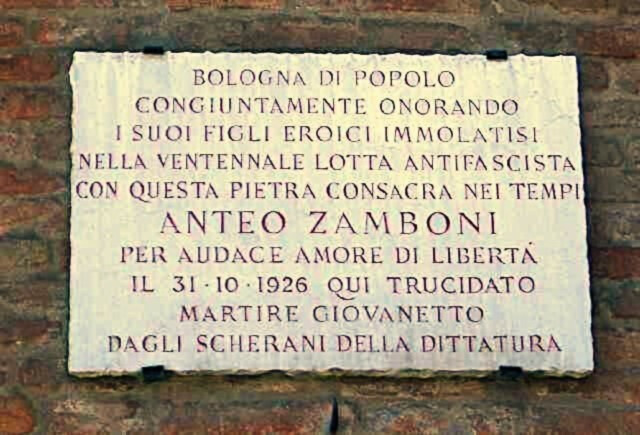 BOLOGNA DI POPOLO
CONGIUNTAMENTE ONORANDO
I SUOI FIGLI EROICI IMMOLATISI
NELLA VENTENNALE LOTTA ANTIFASCISTA
CON QUESTA PIETRA CONSACRA NEI TEMPI
ANTEO ZAMBONI
PER AUDACE AMORE DI LIBERTÁ
IL 31·10·1926 QUI TRUCIDATO
MARTIRE GIOVANETTO
DAGLI SCHERANI DELLA DITTATURA